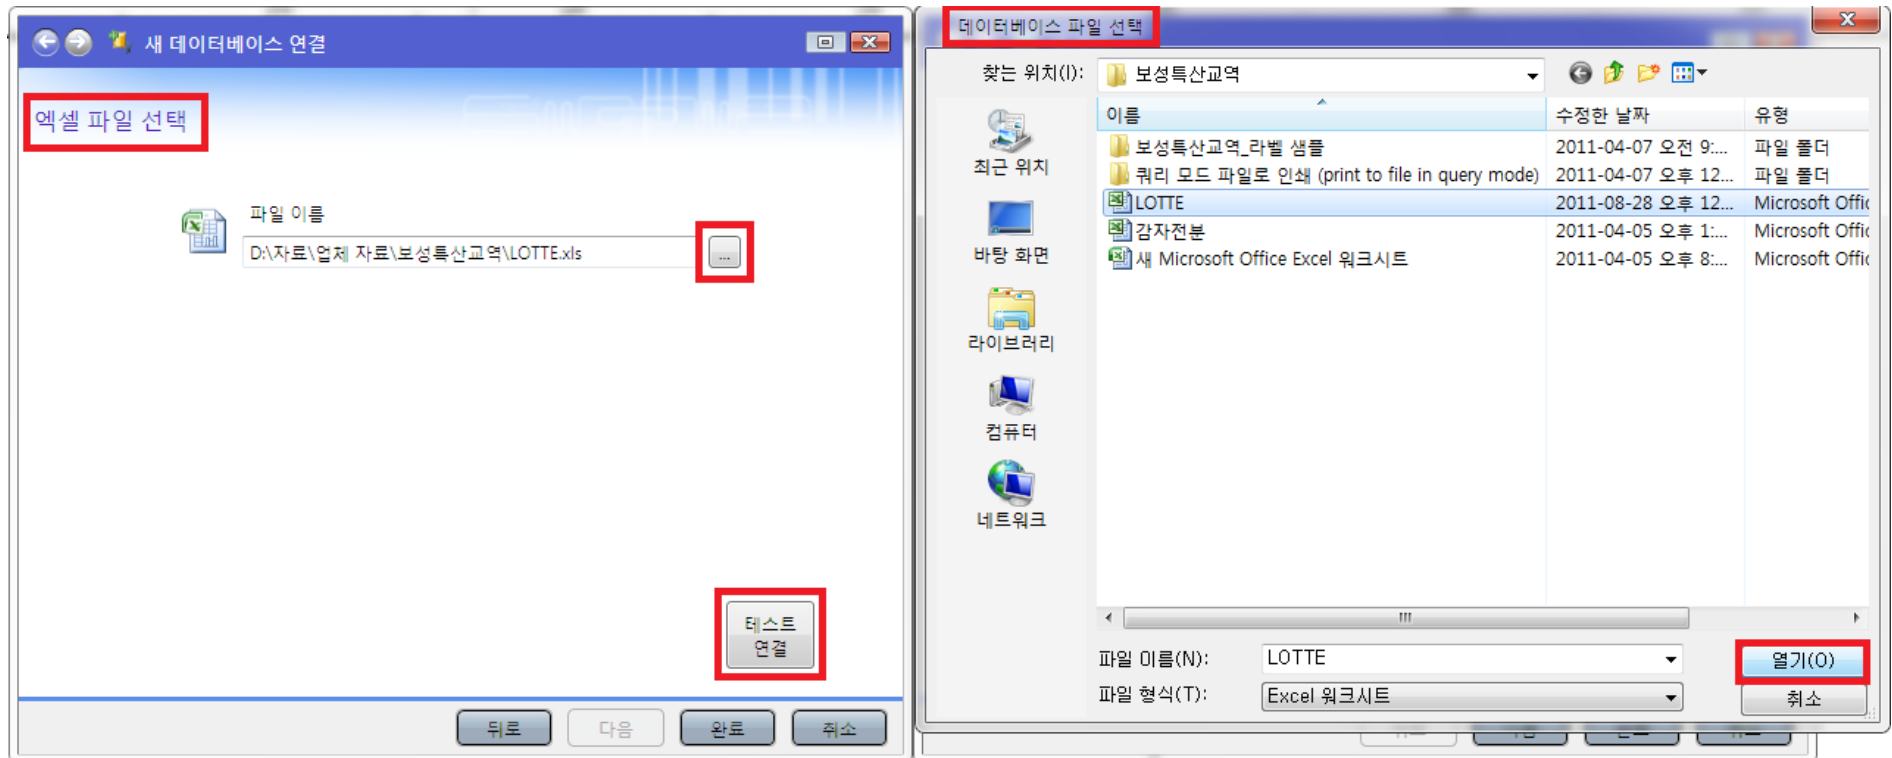 새 데이터베이스 연결
엑셀 파일 선택
파일 이름
D:\자료\업체 자료\보성특산교역\LOTTE.xls
...
테스트
연결
뒤로
다음
완료
취소
데이터베이스 파일 선택
찾는 위치(I):
보성특산교역
최근 위치
바탕 화면
라이브러리
컴퓨터
네트워크
이름 수정한 날짜 유형
보성특산교역_라벨 샘플 2011-04-07 오전 9:... 파일 폴더
쿼리 모드 파일로 인쇄 (print to file in query mode) 2011-04-07 오후 12... 파일 폴더
LOTTE 2011-08-28 오후 12... Microsoft Offic
감자전분 2011-04-05 오후 1:... Microsoft Offic
새 Microsoft Office Excel 워크시트 2011-04-05 오후 8:... Microsoft Offic
파일 이름(N): LOTTE
열기(O)
파일 형식(T): Excel 워크시트
취소